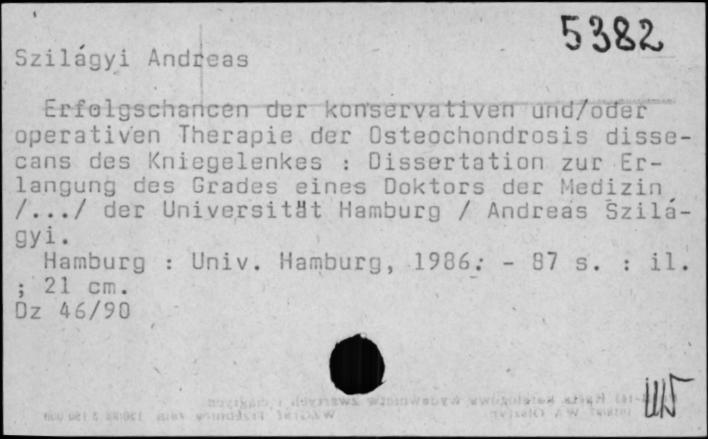 5382
Szilágyi Andreas
Erfolgschancen der konservativen und/oder
operativen Therapie der Osteochondrosis disse-
cans des Kniegelenkes : Dissertation zur Er-
langung des Grades eines Doktors der Medizin
/.../ der Universität Hamburg / Andreas Szilá-
gyi.
Hamburg : Univ. Hamburg, 1986. - 87 s. : il.
; 21 cm.
Dz 46/90